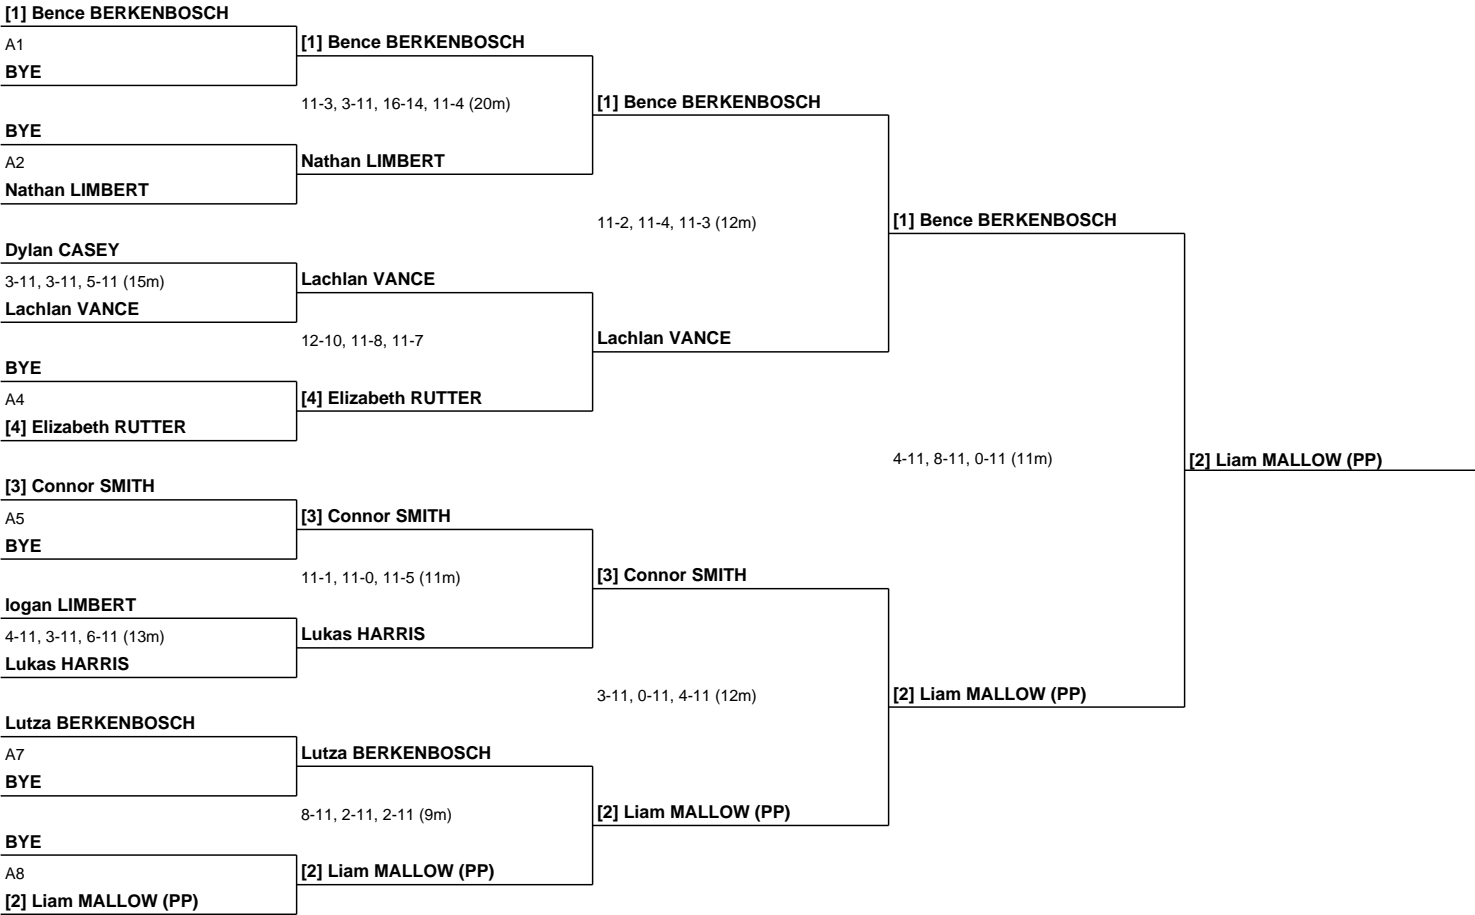 [1] Bence BERKENBOSCH
A1
BYE
BYE
A2
Nathan LIMBERT
Dylan CASEY
3-11, 3-11, 5-11 (15m)
Lachlan VANCE
BYE
A4
[4] Elizabeth RUTTER
[3] Connor SMITH
A5
BYE
logan LIMBERT
4-11, 3-11, 6-11 (13m)
Lukas HARRIS
Lutza BERKENBOSCH
A7
BYE
BYE
A8
[2] Liam MALLOW (PP)
[1] Bence BERKENBOSCH
11-3, 3-11, 16-14, 11-4 (20m)
Nathan LIMBERT
Lachlan VANCE
12-10, 11-8, 11-7
[4] Elizabeth RUTTER
[3] Connor SMITH
11-1, 11-0, 11-5 (11m)
Lukas HARRIS
Lutza BERKENBOSCH
8-11, 2-11, 2-11 (9m)
[2] Liam MALLOW (PP)
[1] Bence BERKENBOSCH
11-2, 11-4, 11-3 (12m)
Lachlan VANCE
[3] Connor SMITH
3-11, 0-11, 4-11 (12m)
[2] Liam MALLOW (PP)
[1] Bence BERKENBOSCH
4-11, 8-11, 0-11 (11m)
[2] Liam MALLOW (PP)
[2] Liam MALLOW (PP)